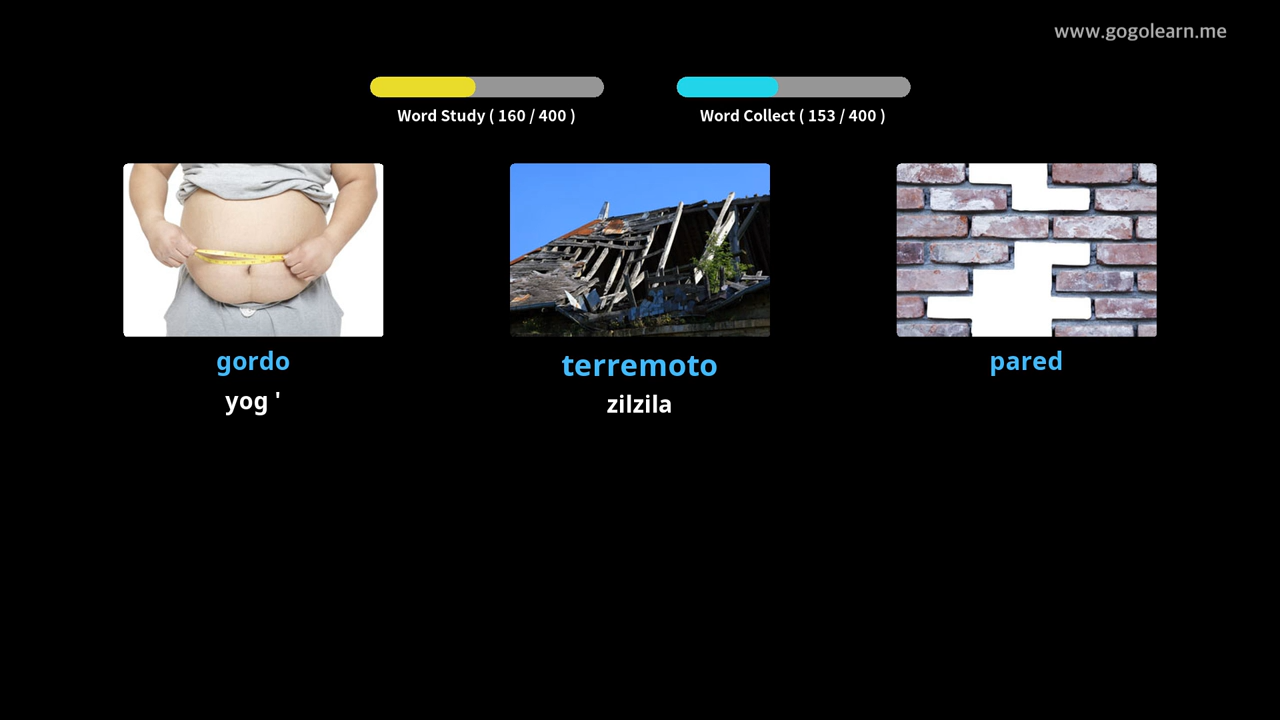 www.gogolearn.me
Word Study ( 160 / 400 )
Word Collect ( 153 / 400 )
gordo
yog '
terremoto
zilzila
pared